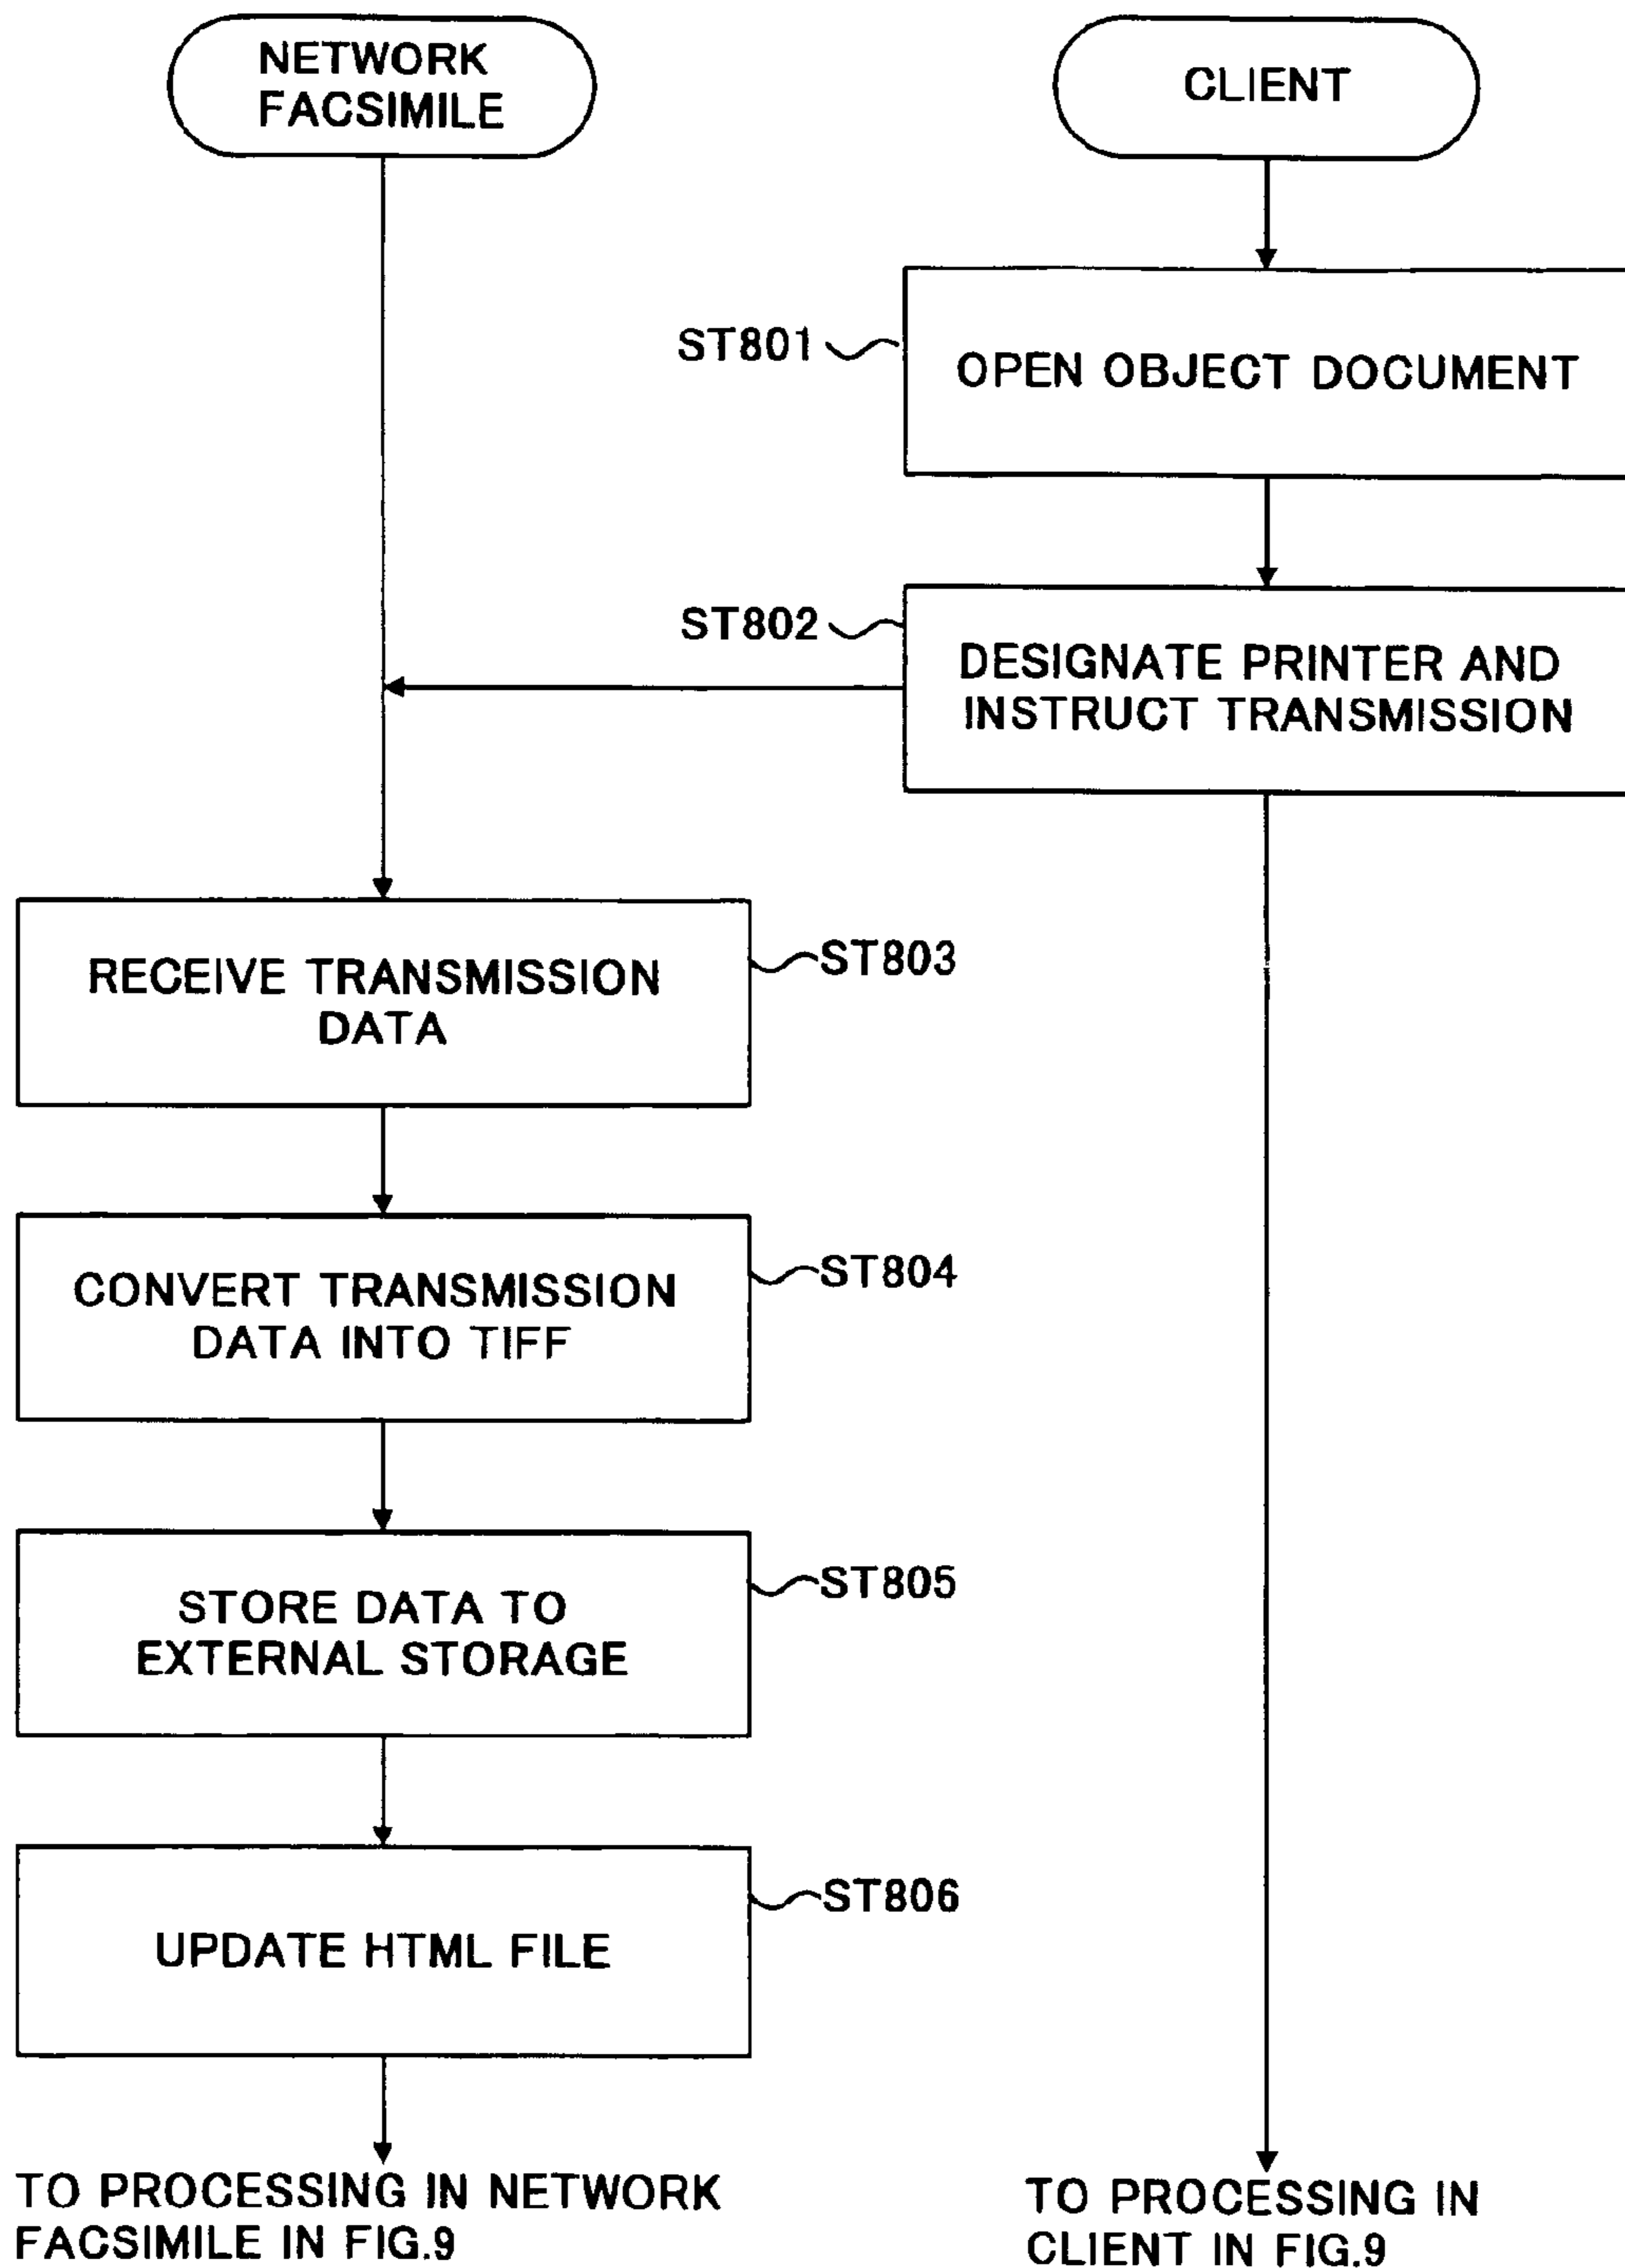 NETWORK
FACSIMILE
CLIENT
ST801
OPEN OBJECT DOCUMENT
ST802
DESIGNATE PRINTER AND
INSTRUCT TRANSMISSION
RECEIVE TRANSMISSION
DATA
ST803
CONVERT TRANSMISSION
DATA INTO TIFF
ST804
STORE DATA TO
EXTERNAL STORAGE
ST805
UPDATE HTML FILE
ST806
TO PROCESSING IN NETWORK
FACSIMILE IN FIG.9
TO PROCESSING IN
CLIENT IN FIG.9